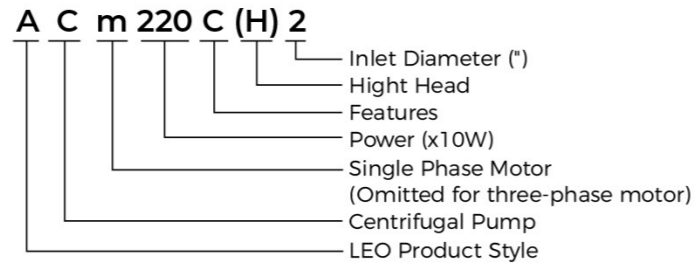 A C m 220 C (H) 2
Inlet Diameter (")
Hight Head
Features
Power (x10W)
Single Phase Motor
(Omitted for three-phase motor)
Centrifugal Pump
LEO Product Style